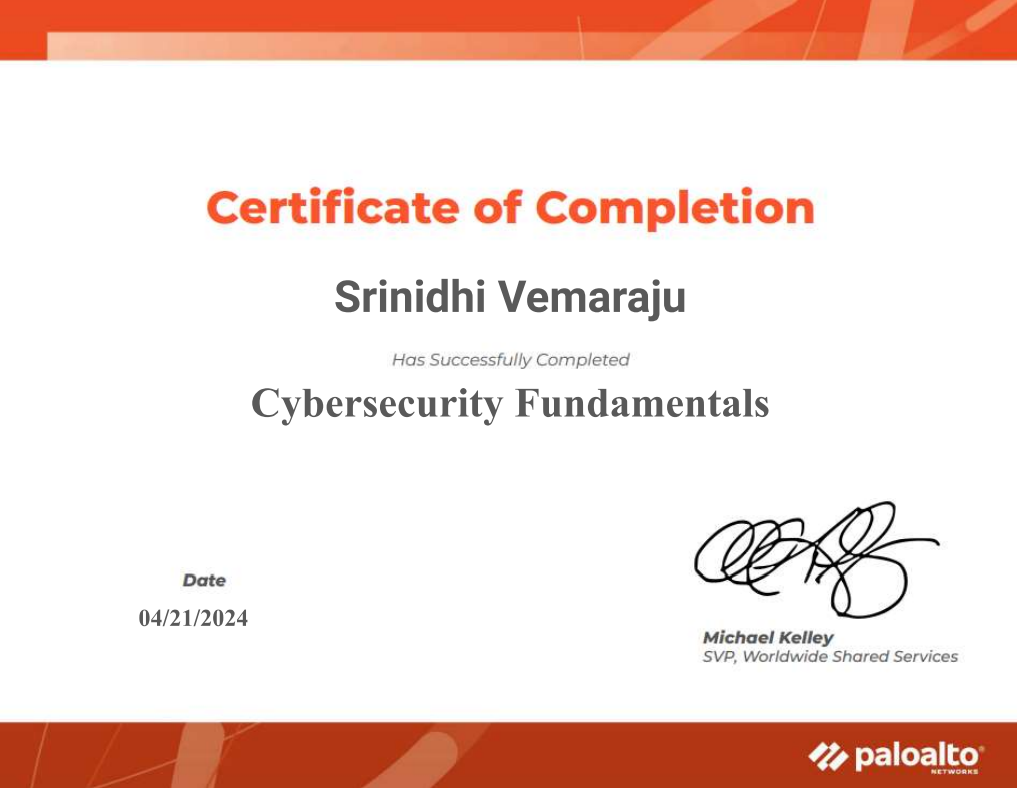 Certificate of Completion
Srinidhi Vemaraju
Has Successfully Completed
Cybersecurity Fundamentals
Date
04/21/2024
Michael Kelley
SVP, Worldwide Shared Services
paloalto®
NETWORKS